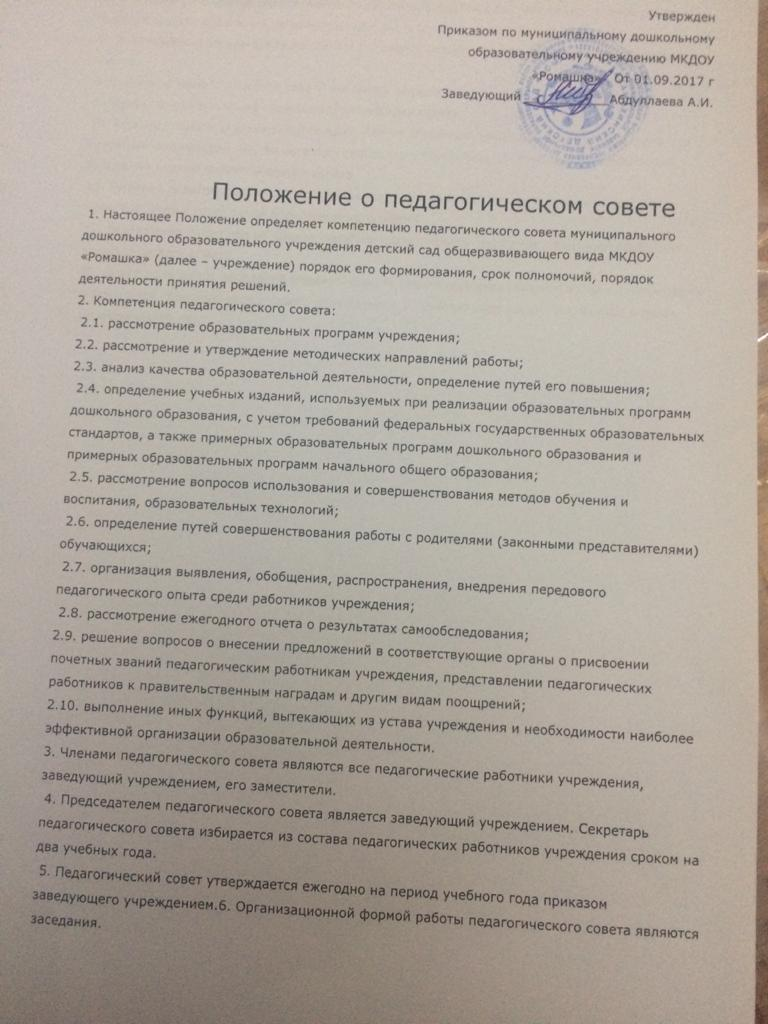 Утвержден
Приказом по муниципальному дошкольному
образовательному учреждению МКДОУ
«Ромашка» От 01.09.2017 г
Заведующий Абдуллаева А.И.
Положение о педагогическом совете
1. Настоящее Положение определяет компетенцию педагогического совета муниципального
дошкольного образовательного учреждения детский сад общеразвивающего вида МКДОУ
«Ромашка» (далее – учреждение) порядок его формирования, срок полномочий, порядок
деятельности принятия решений.
2. Компетенция педагогического совета:
2.1. рассмотрение образовательных программ учреждения;
2.2. рассмотрение и утверждение методических направлений работы;
2.3. анализ качества образовательной деятельности, определение путей его повышения;
2.4. определение учебных изданий, используемых при реализации образовательных программ
дошкольного образования, с учетом требований федеральных государственных образовательных
стандартов, а также примерных образовательных программ дошкольного образования и
примерных образовательных программ начального общего образования;
2.5. рассмотрение вопросов использования и совершенствования методов обучения и
воспитания, образовательных технологий;
2.6. определение путей совершенствования работы с родителями (законными представителями)
обучающихся;
2.7. организация выявления, обобщения, распространения, внедрения передового
педагогического опыта среди работников учреждения;
2.8. рассмотрение ежегодного отчета о результатах самообследования;
2.9. решение вопросов о внесении предложений в соответствующие органы о присвоении
почетных званий педагогическим работникам учреждения, представлении педагогических
работников к правительственным наградам и другим видам поощрений;
2.10. выполнение иных функций, вытекающих из устава учреждения и необходимости наиболее
эффективной организации образовательной деятельности.
3. Членами педагогического совета являются все педагогические работники учреждения,
заведующий учреждением, его заместители.
4. Председателем педагогического совета является заведующий учреждением. Секретарь
педагогического совета избирается из состава педагогических работников учреждения сроком на
два учебных года.
5. Педагогический совет утверждается ежегодно на период учебного года приказом
заведующего учреждением.6. Организационной формой работы педагогического совета являются
заседания.